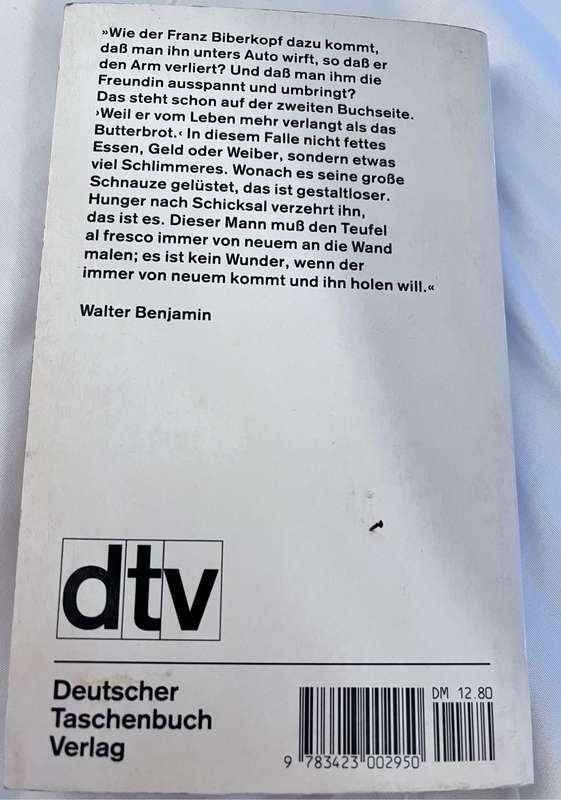 »Wie der Franz Biberkopf dazu kommt,
daß man ihn unters Auto wirft, so daß er
den Arm verliert? Und daß man ihm die
Freundin ausspannt und umbringt?
Das steht schon auf der zweiten Buchseite.
›Weil er vom Leben mehr verlangt als das
Butterbrot.‹ In diesem Falle nicht fettes
Essen, Geld oder Weiber, sondern etwas
viel Schlimmeres. Wonach es seine große
Schnauze gelüstet, das ist gestaltloser.
Hunger nach Schicksal verzehrt ihn,
das ist es. Dieser Mann muß den Teufel
al fresco immer von neuem an die Wand
malen; es ist kein Wunder, wenn der
immer von neuem kommt und ihn holen will.«
Walter Benjamin
dtv
Deutscher
Taschenbuch
Verlag
DM 12.80
9 783423 002950